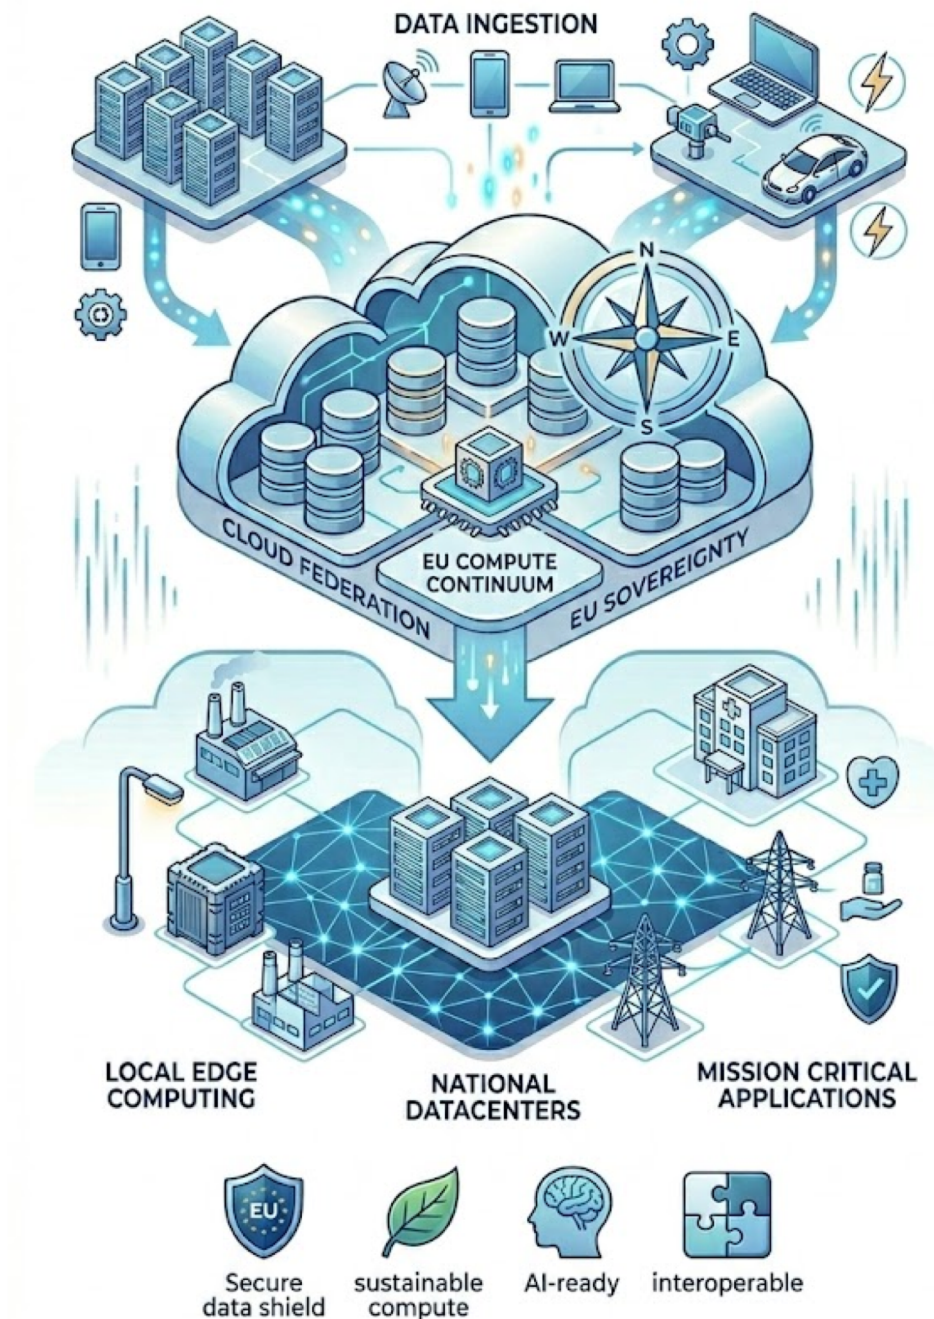 DATA INGESTION
N
W
E
S
CLOUD FEDERATION
EU COMPUTE
CONTINUUM
EU SOVEREIGNTY
LOCAL EDGE
COMPUTING
NATIONAL
DATACENTERS
MISSION CRITICAL
APPLICATIONS
EU
Secure
data shield
sustainable
compute
AI-ready
interoperable